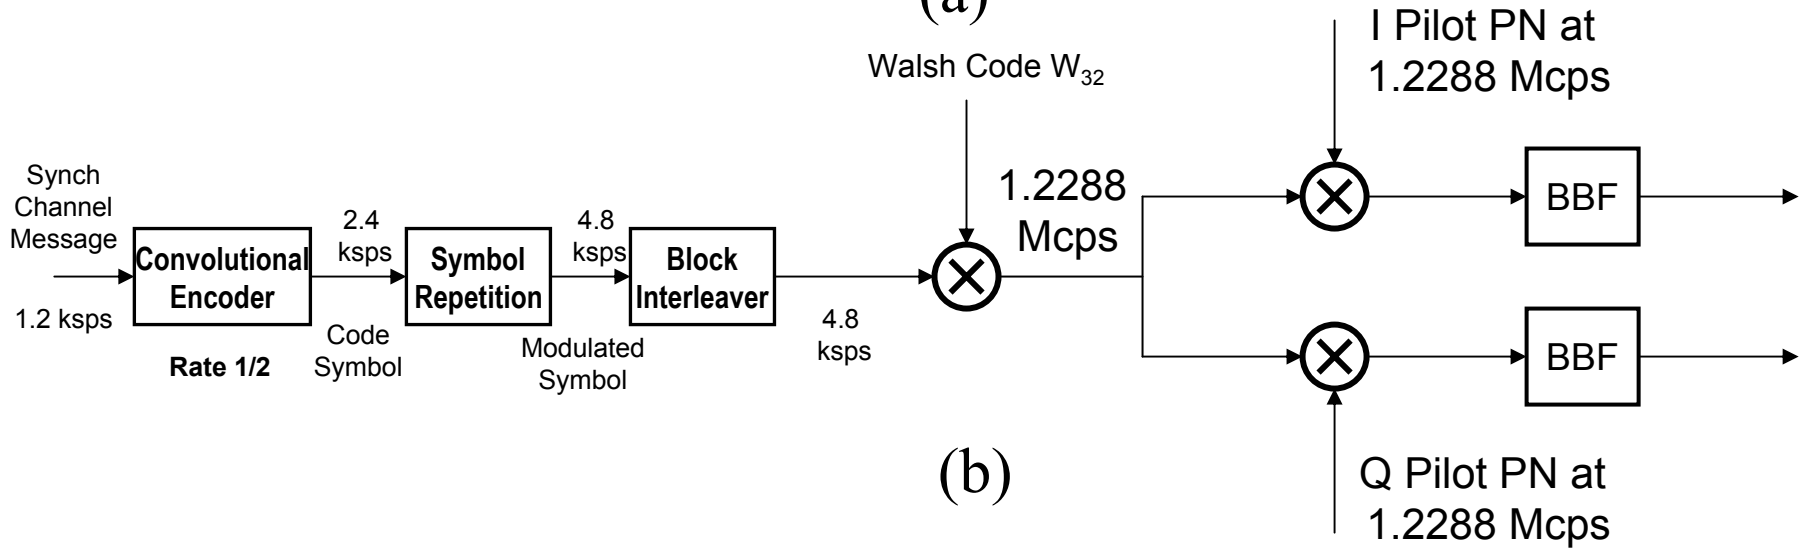 (a)
I Pilot PN at
1.2288 Mcps
Walsh Code W32
Synch
Channel
Message
1.2 ksps
Convolutional
Encoder
Rate 1/2
2.4
ksps
Code
Symbol
Symbol
Repetition
4.8
ksps
Modulated
Symbol
Block
Interleaver
4.8
ksps
1.2288
Mcps
BBF
BBF
Q Pilot PN at
1.2288 Mcps
(b)